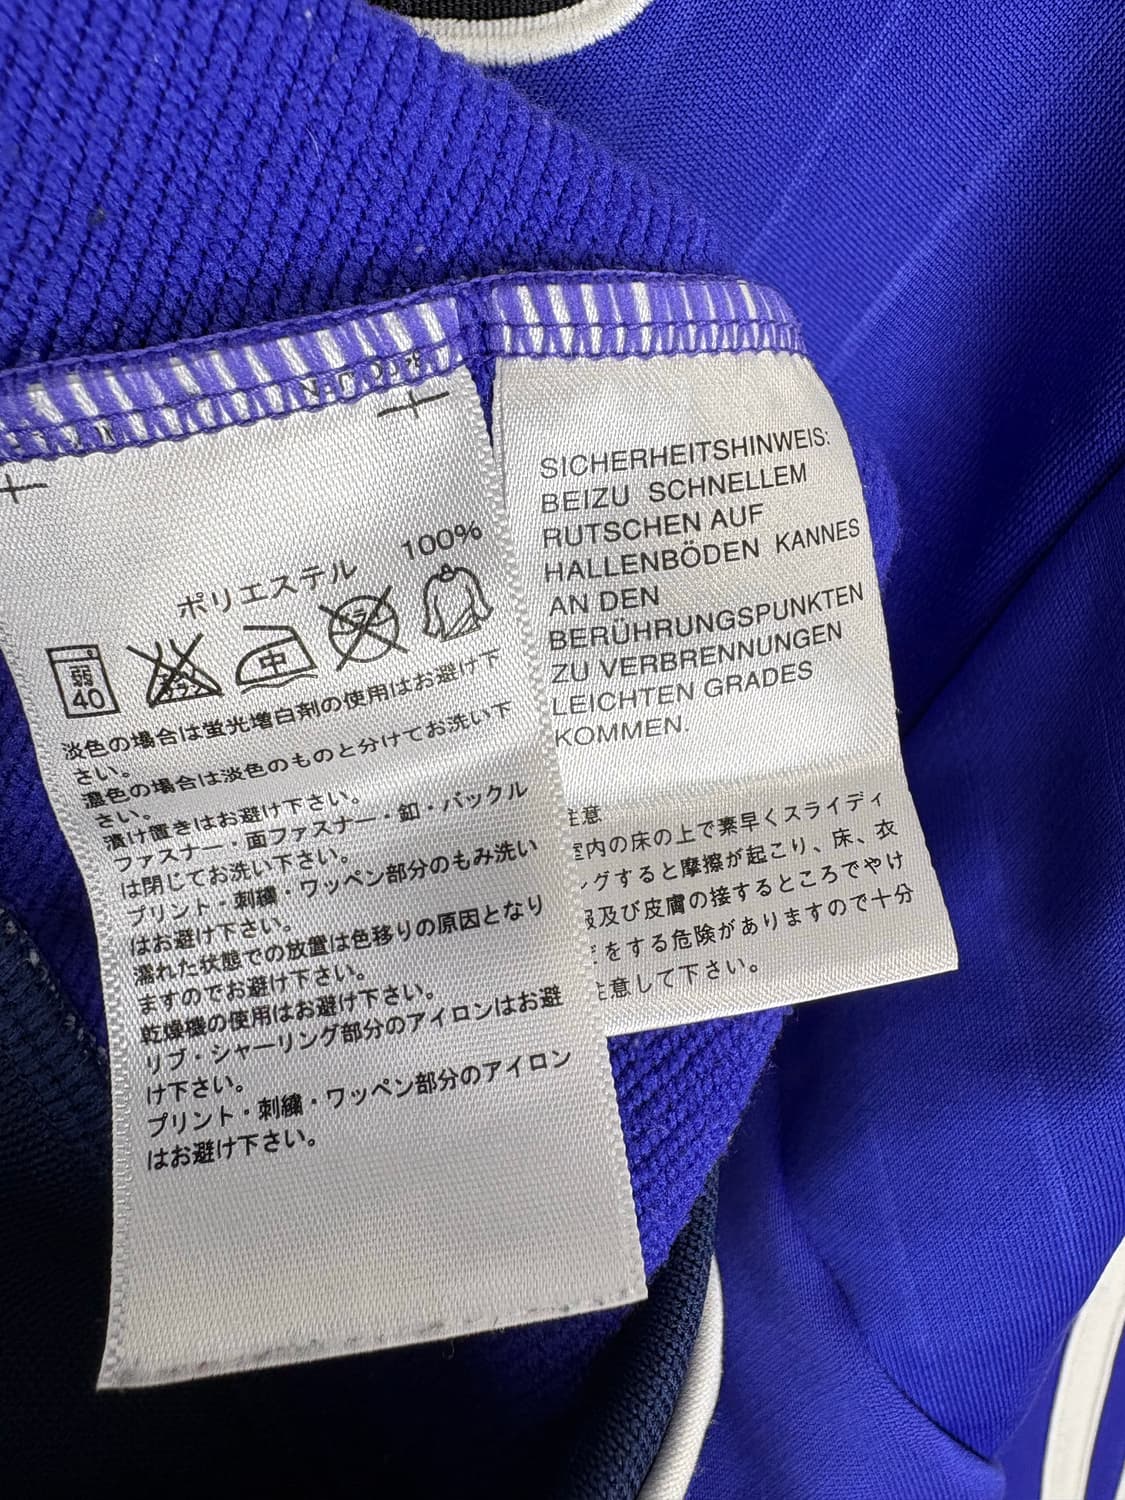 ポリエステル 100%
弱
40
中
淡色の場合は蛍光増白剤の使用はお避け下
さい。
濃色の場合は淡色のものと分けてお洗い下
さい。
漬け置きはお避け下さい。
ファスナー・面ファスナー・釦・バックル
は閉じてお洗い下さい。
プリント・刺繍・ワッペン部分のもみ洗い
はお避け下さい。
濡れた状態での放置は色移りの原因となり
ますのでお避け下さい。
乾燥機の使用はお避け下さい。
リブ・シャーリング部分のアイロンはお避
け下さい。
プリント・刺繍・ワッペン部分のアイロン
はお避け下さい。
SICHERHEITSHINWEIS:
BEIZU SCHNELLEM
RUTSCHEN AUF
HALLENBÖDEN KANNES
AN DEN
BERÜHRUNGSPUNKTEN
ZU VERBRENNUNGEN
LEICHTEN GRADES
KOMMEN.
注意
室内の床の上で素早くスライディ
ングすると摩擦が起こり、床、衣
服及び皮膚の接するところでやけ
どをする危険がありますので十分
注意して下さい。